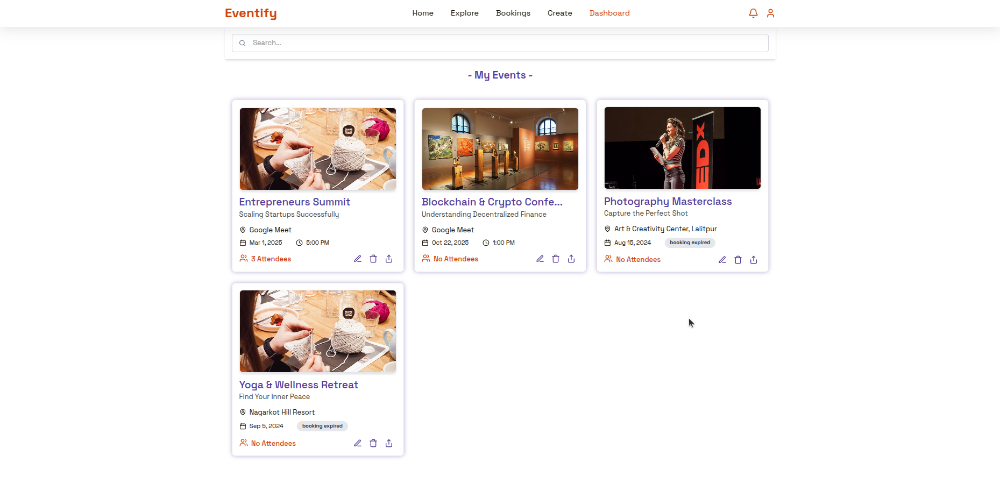 Eventify
Home Explore Bookings Create Dashboard
Search...
- My Events -
Entrepreneurs Summit
Scaling Startups Successfully
Google Meet
Mar 1, 2025 5:00 PM
3 Attendees
Blockchain & Crypto Confe...
Understanding Decentralized Finance
Google Meet
Oct 22, 2025 1:00 PM
No Attendees
EDX
Photography Masterclass
Capture the Perfect Shot
Art & Creativity Center, Lalitpur
Aug 15, 2024 booking expired
No Attendees
Yoga & Wellness Retreat
Find Your Inner Peace
Nagarkot Hill Resort
Sep 5, 2024 booking expired
No Attendees